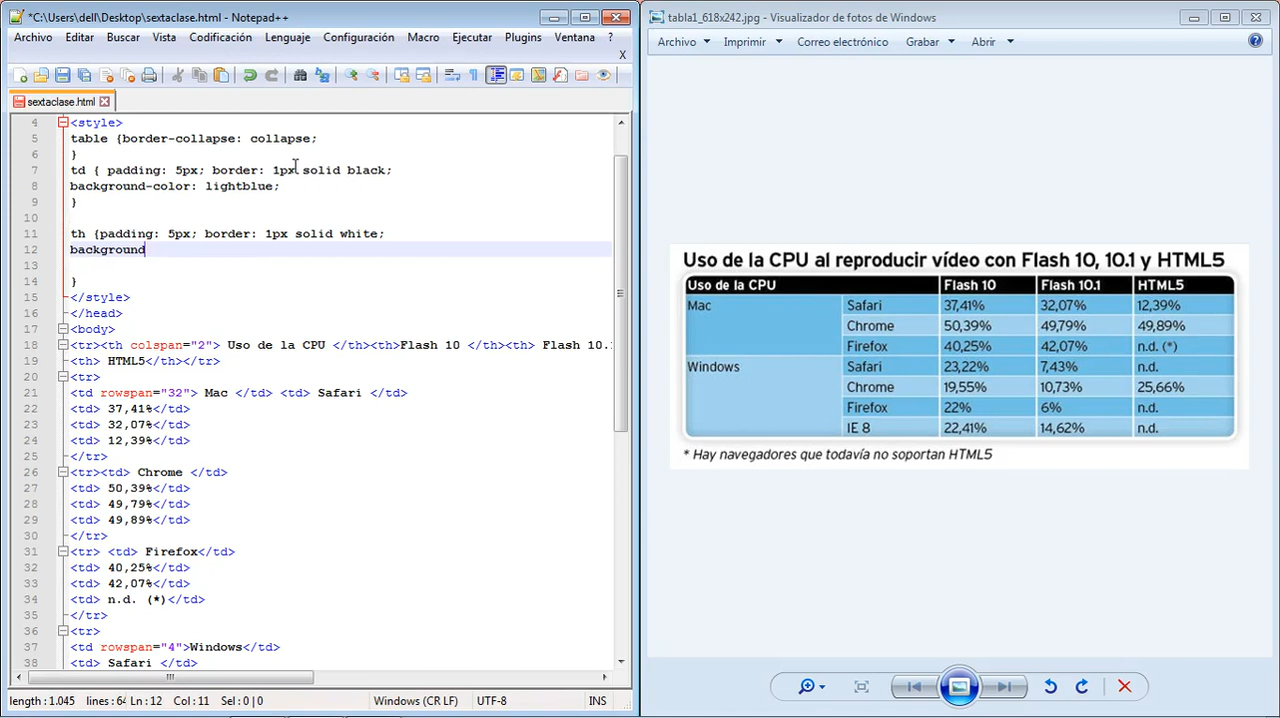 *C:\Users\dell\Desktop\sextaclase.html - Notepad++
Archivo Editar Buscar Vista Codificación Lenguaje Configuración Macro Ejecutar Plugins Ventana ?
X
sextaclase.html
4 <style>
5 table {border-collapse: collapse;
6 }
7 td { padding: 5px; border: 1px solid black;
8 background-color: lightblue;
9 }
10
11 th {padding: 5px; border: 1px solid white;
12 background
13
14 }
15 </style>
16 </head>
17 <body>
18 <tr><th colspan="2"> Uso de la CPU </th><th>Flash 10 </th><th> Flash 10.
19 <th> HTML5</th></tr>
20 <tr>
21 <td rowspan="32"> Mac </td> <td> Safari </td>
22 <td> 37,41%</td>
23 <td> 32,07%</td>
24 <td> 12,39%</td>
25 </tr>
26 <tr><td> Chrome </td>
27 <td> 50,39%</td>
28 <td> 49,79%</td>
29 <td> 49,89%</td>
30 </tr>
31 <tr> <td> Firefox</td>
32 <td> 40,25%</td>
33 <td> 42,07%</td>
34 <td> n.d. (*)</td>
35 </tr>
36 <tr>
37 <td rowspan="4">Windows</td>
38 <td> Safari </td>
length : 1.045 lines: 64 Ln : 12 Col : 11 Sel : 0 | 0 Windows (CR LF) UTF-8 INS
tabla1_618x242.jpg - Visualizador de fotos de Windows
Archivo Imprimir Correo electrónico Grabar Abrir
Uso de la CPU al reproducir vídeo con Flash 10, 10.1 y HTML5
Uso de la CPU Flash 10 Flash 10.1 HTML5
Mac Safari 37,41% 32,07% 12,39%
Chrome 50,39% 49,79% 49,89%
Firefox 40,25% 42,07% n.d. (*)
Windows Safari 23,22% 7,43% n.d.
Chrome 19,55% 10,73% 25,66%
Firefox 22% 6% n.d.
IE 8 22,41% 14,62% n.d.
* Hay navegadores que todavía no soportan HTML5